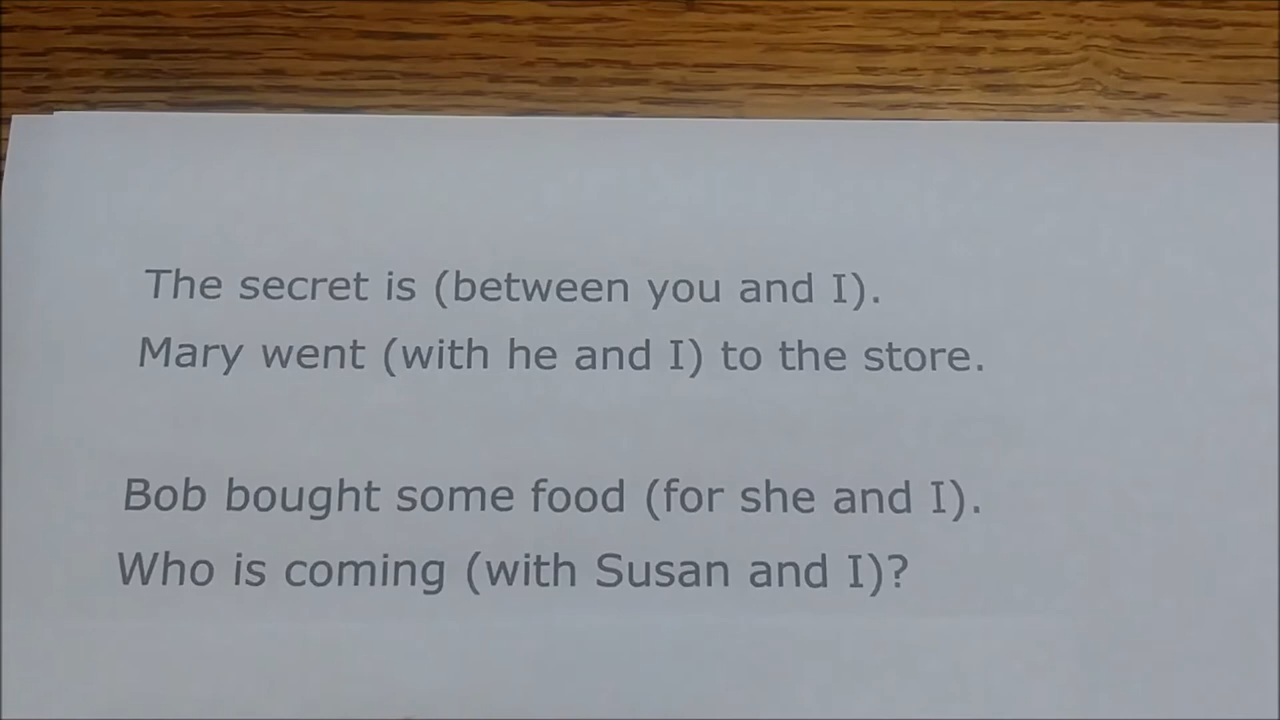 The secret is (between you and I).
Mary went (with he and I) to the store.
Bob bought some food (for she and I).
Who is coming (with Susan and I)?